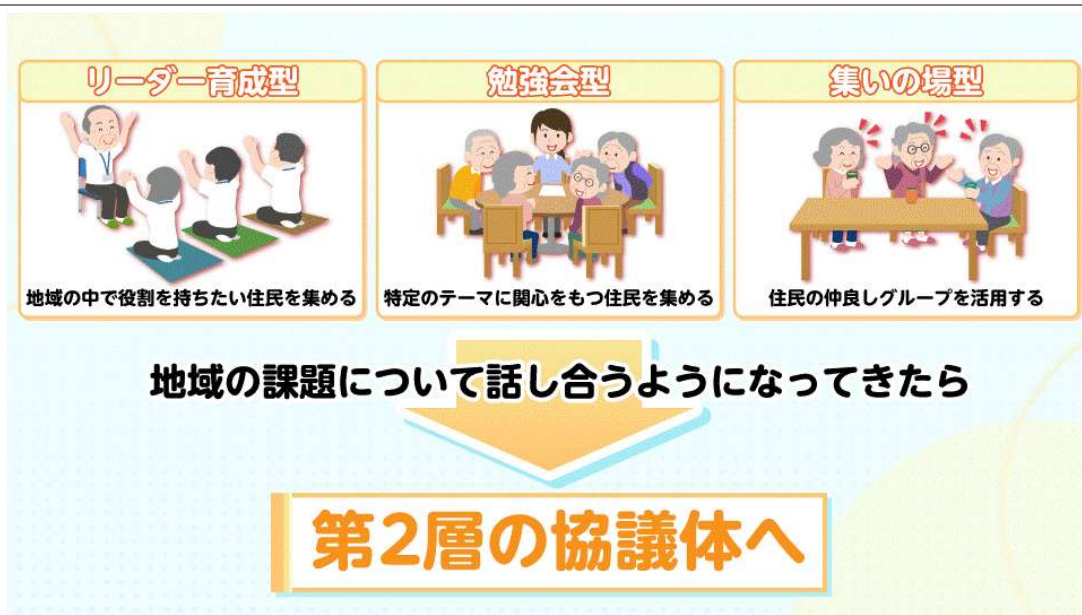 リーダー育成型
勉強会型
集いの場型
地域の中で役割を持ちたい住民を集める
特定のテーマに関心をもつ住民を集める
住民の仲良しグループを活用する
地域の課題について話し合うようになってきたら
第2層の協議体へ